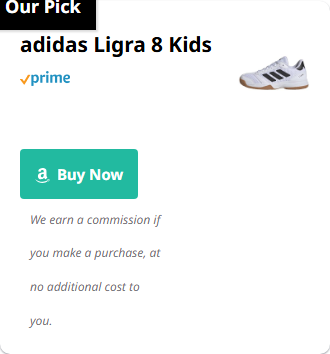 Our Pick
adidas Ligra 8 Kids
prime
Buy Now
We earn a commission if
you make a purchase, at
no additional cost to
you.